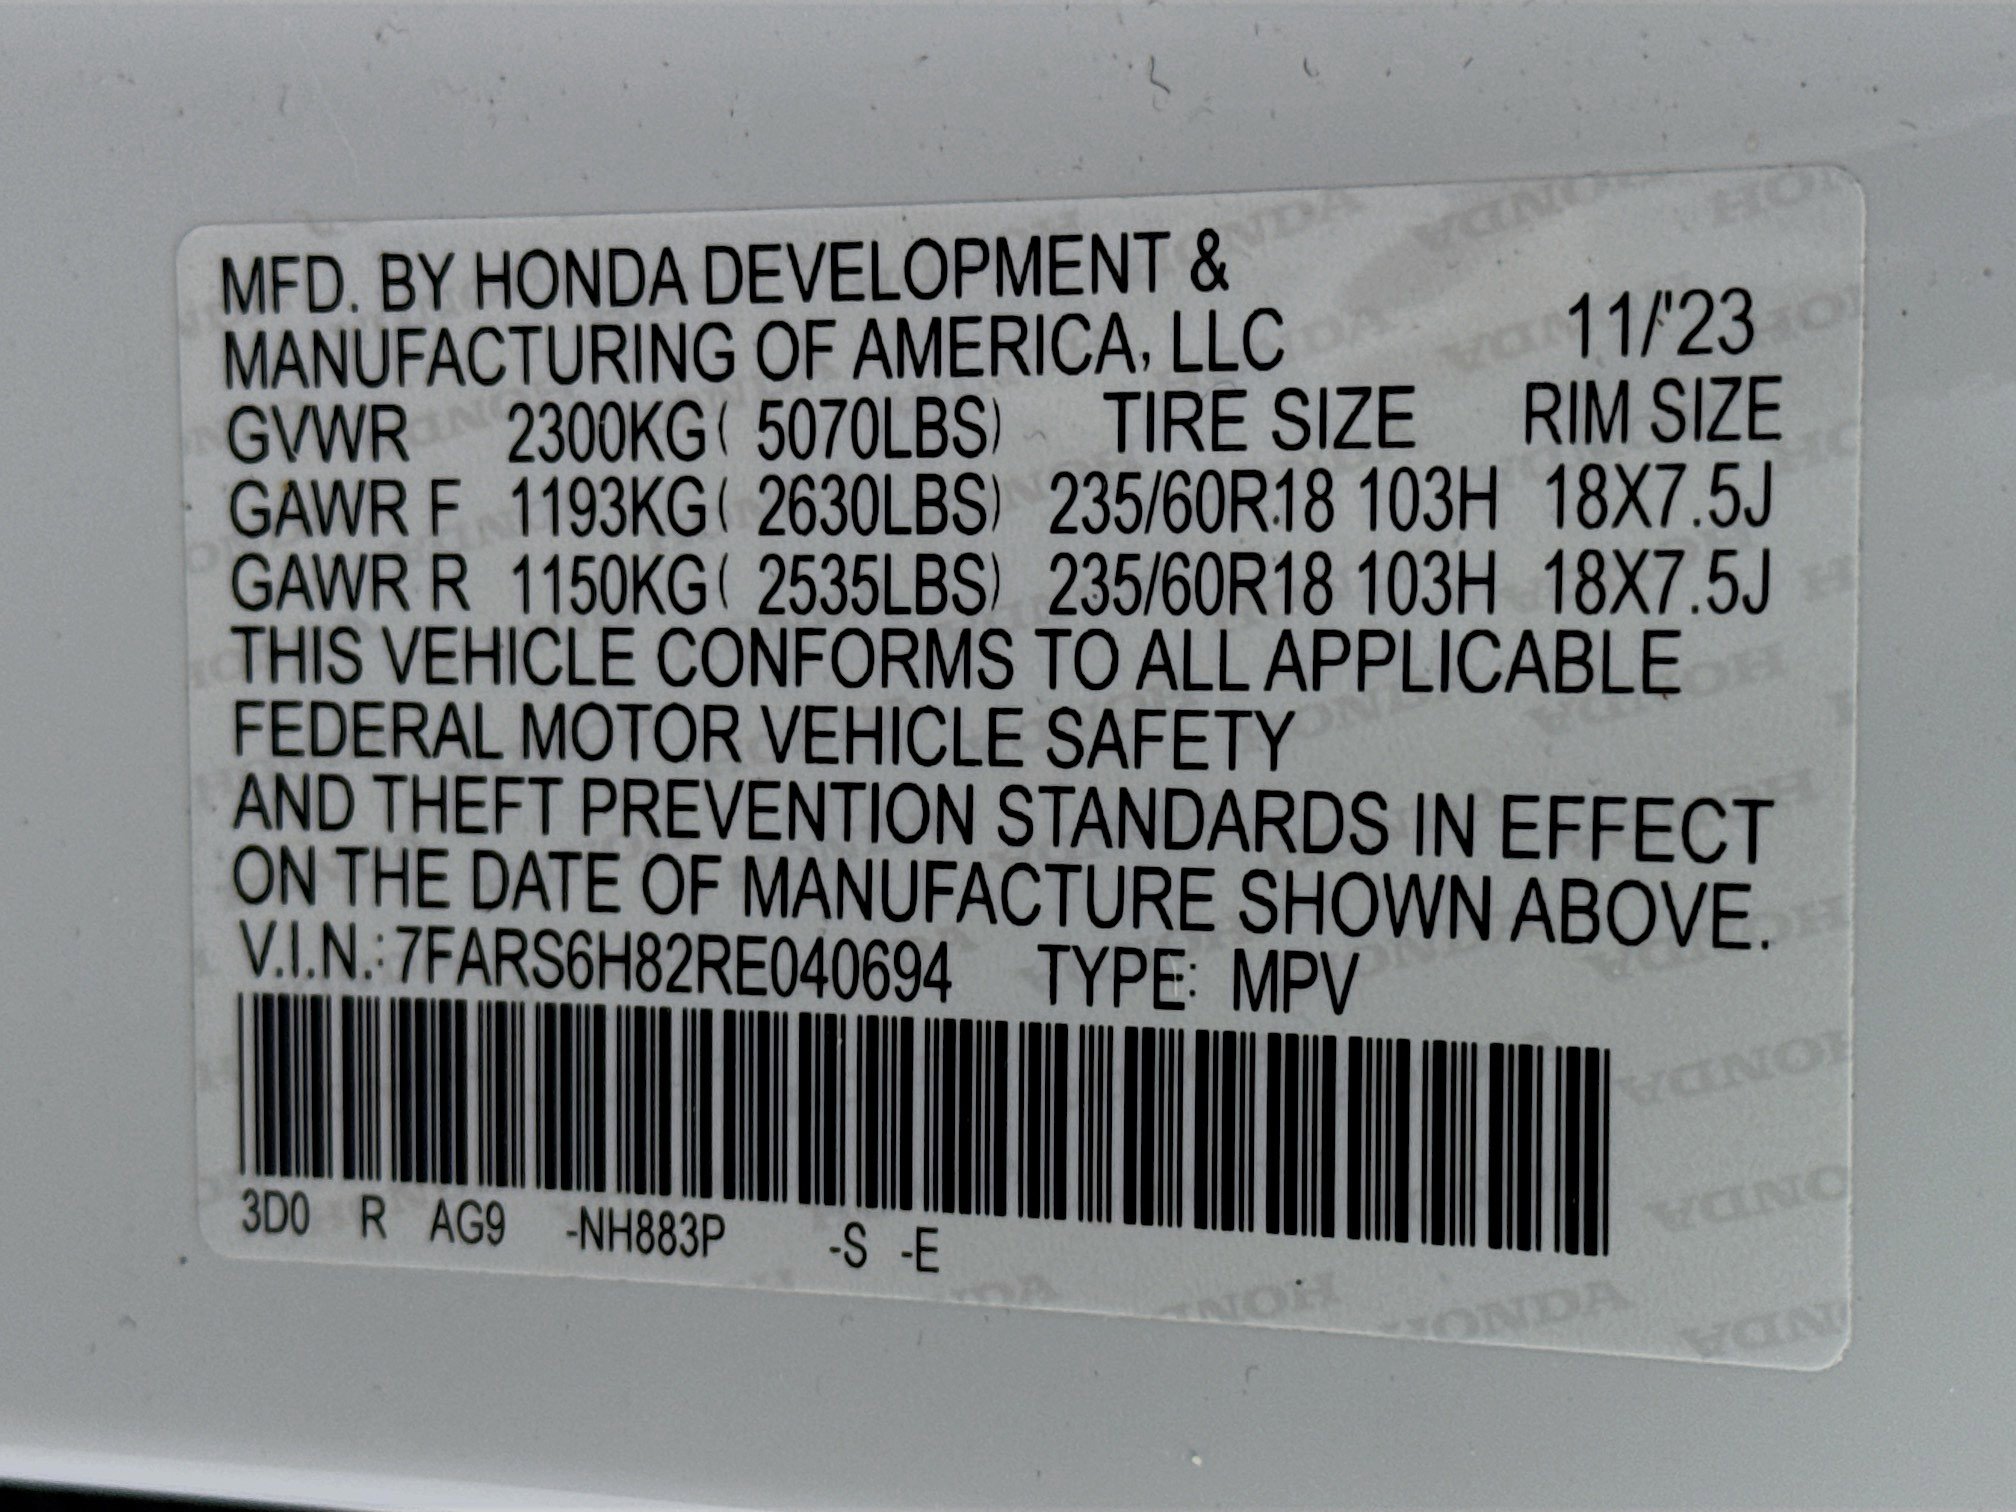 MFD. BY HONDA DEVELOPMENT &
MANUFACTURING OF AMERICA, LLC 11/'23
GVWR 2300KG( 5070LBS) TIRE SIZE RIM SIZE
GAWR F 1193KG( 2630LBS) 235/60R18 103H 18X7.5J
GAWR R 1150KG( 2535LBS) 235/60R18 103H 18X7.5J
THIS VEHICLE CONFORMS TO ALL APPLICABLE
FEDERAL MOTOR VEHICLE SAFETY
AND THEFT PREVENTION STANDARDS IN EFFECT
ON THE DATE OF MANUFACTURE SHOWN ABOVE.
V.I.N.: 7FARS6H82RE040694 TYPE: MPV
3D0 R AG9 -NH883P -S -E